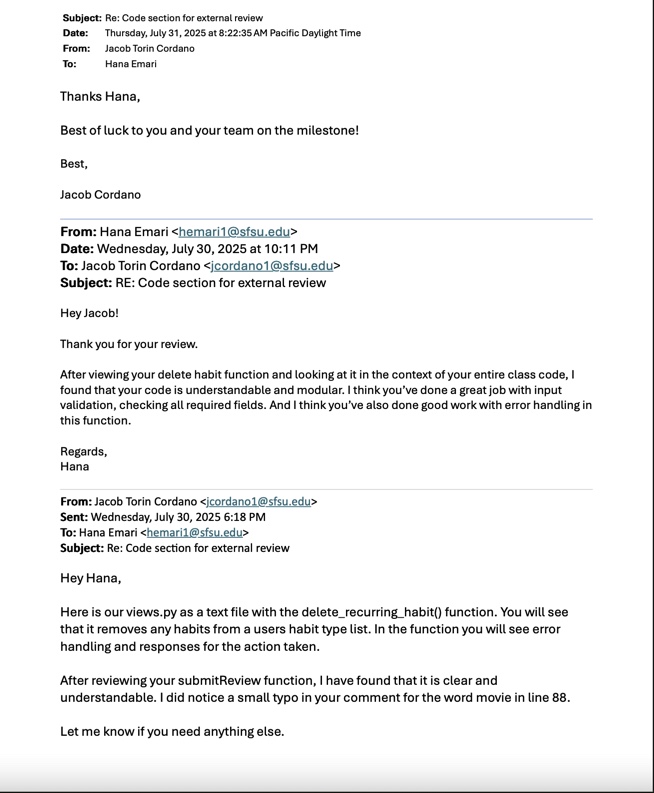 Subject: Re: Code section for external review
Date: Thursday, July 31, 2025 at 8:22:35 AM Pacific Daylight Time
From: Jacob Torin Cordano
To: Hana Emari
Thanks Hana,
Best of luck to you and your team on the milestone!
Best,
Jacob Cordano
From: Hana Emari <hemari1@sfsu.edu>
Date: Wednesday, July 30, 2025 at 10:11 PM
To: Jacob Torin Cordano <jcordano1@sfsu.edu>
Subject: RE: Code section for external review
Hey Jacob!
Thank you for your review.
After viewing your delete habit function and looking at it in the context of your entire class code, I
found that your code is understandable and modular. I think you’ve done a great job with input
validation, checking all required fields. And I think you’ve also done good work with error handling in
this function.
Regards,
Hana
From: Jacob Torin Cordano <jcordano1@sfsu.edu>
Sent: Wednesday, July 30, 2025 6:18 PM
To: Hana Emari <hemari1@sfsu.edu>
Subject: Re: Code section for external review
Hey Hana,
Here is our views.py as a text file with the delete_recurring_habit() function. You will see
that it removes any habits from a users habit type list. In the function you will see error
handling and responses for the action taken.
After reviewing your submitReview function, I have found that it is clear and
understandable. I did notice a small typo in your comment for the word movie in line 88.
Let me know if you need anything else.